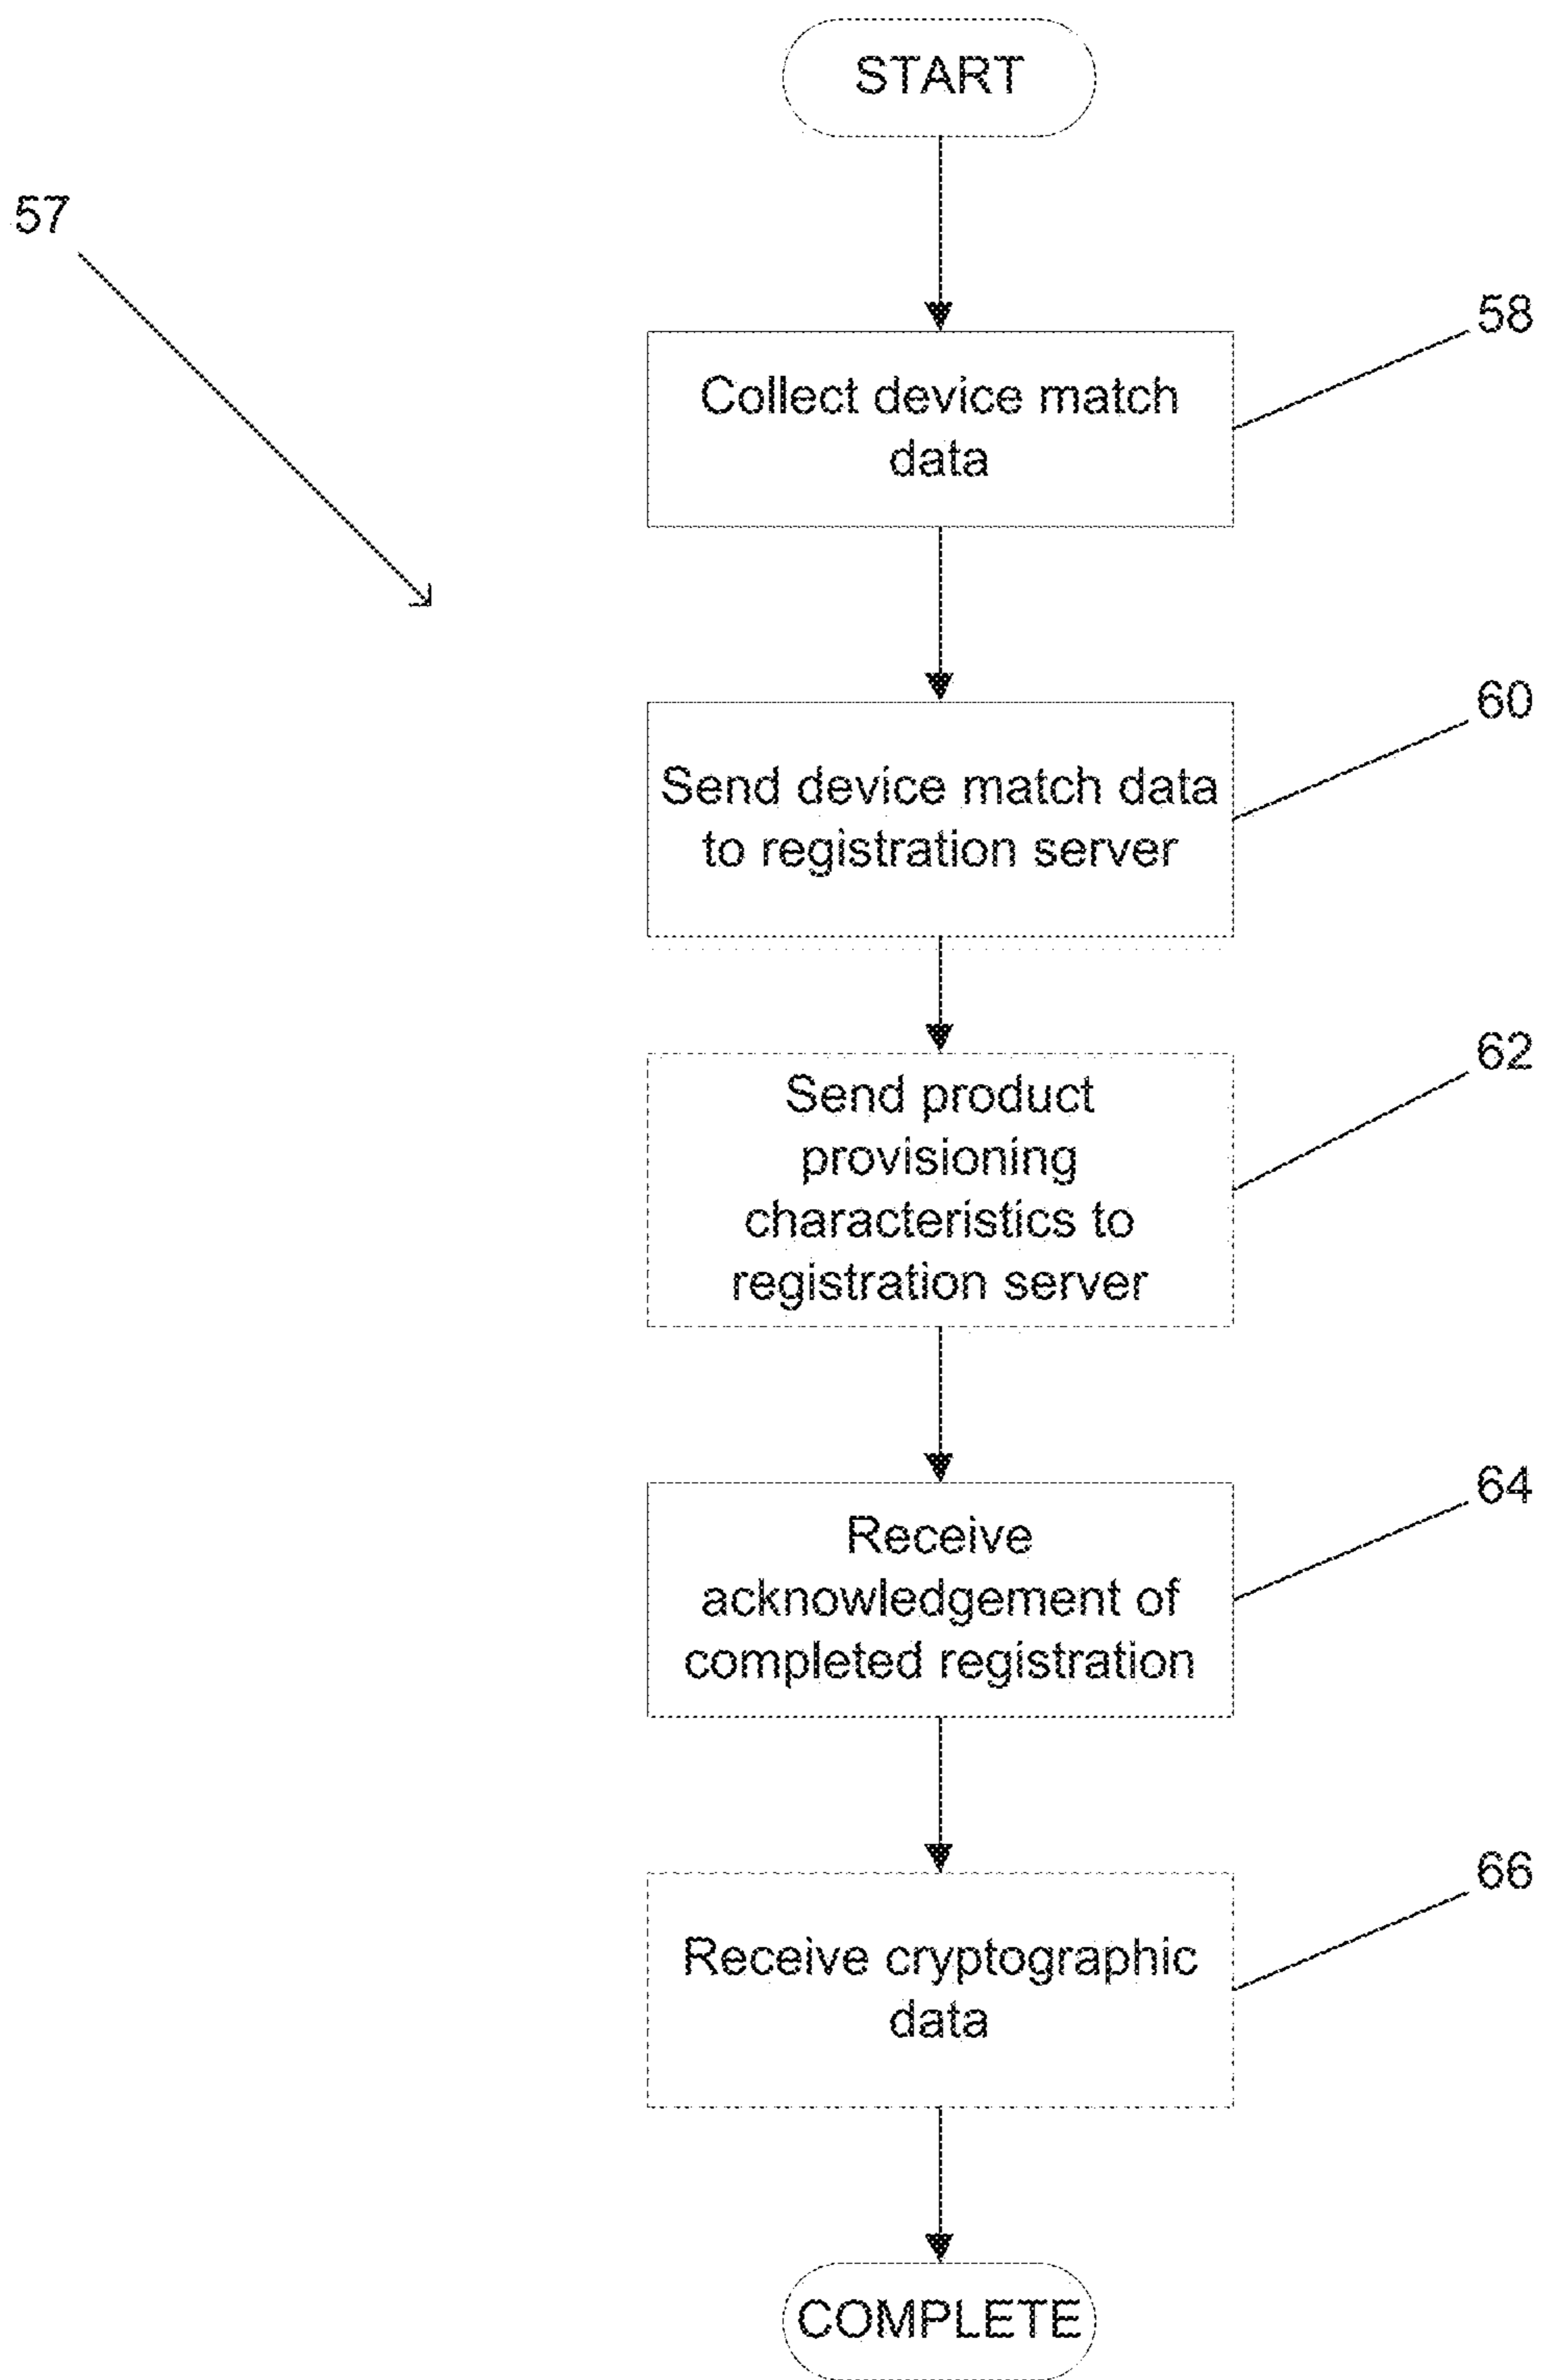 START
57
58
Collect device match
data
60
Send device match data
to registration server
62
Send product
provisioning
characteristics to
registration server
64
Receive
acknowledgement of
completed registration
66
Receive cryptographic
data
COMPLETE